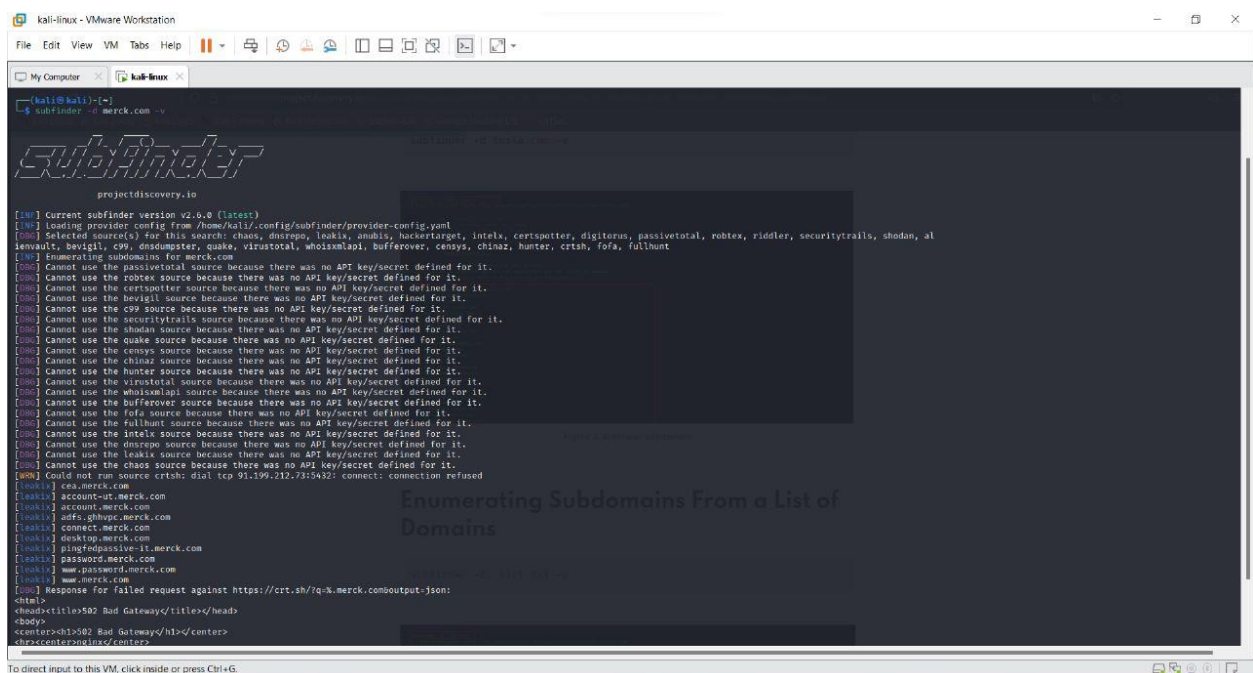 kali-linux - VMware Workstation
File Edit View VM Tabs Help
My Computer
kali-linux
(kali㉿kali)-[~]
$ subfinder -d merck.com -v
subfinder
projectdiscovery.io
[INF] Current subfinder version v2.6.0 (latest)
[INF] Loading provider config from /home/kali/.config/subfinder/provider-config.yaml
[DBG] Selected source(s) for this search: chaos, dnsrepo, leakix, anubis, hackertarget, intelx, certspotter, digitorus, passivetotal, robtex, riddler, securitytrails, shodan, al
ienvault, bevigil, c99, dnsdumpster, quake, virustotal, whoisxmlapi, bufferover, censys, chinaz, hunter, crtsh, fofa, fullhunt
[INF] Enumerating subdomains for merck.com
[DBG] Cannot use the passivetotal source because there was no API key/secret defined for it.
[DBG] Cannot use the robtex source because there was no API key/secret defined for it.
[DBG] Cannot use the certspotter source because there was no API key/secret defined for it.
[DBG] Cannot use the bevigil source because there was no API key/secret defined for it.
[DBG] Cannot use the c99 source because there was no API key/secret defined for it.
[DBG] Cannot use the securitytrails source because there was no API key/secret defined for it.
[DBG] Cannot use the shodan source because there was no API key/secret defined for it.
[DBG] Cannot use the quake source because there was no API key/secret defined for it.
[DBG] Cannot use the censys source because there was no API key/secret defined for it.
[DBG] Cannot use the chinaz source because there was no API key/secret defined for it.
[DBG] Cannot use the hunter source because there was no API key/secret defined for it.
[DBG] Cannot use the virustotal source because there was no API key/secret defined for it.
[DBG] Cannot use the whoisxmlapi source because there was no API key/secret defined for it.
[DBG] Cannot use the bufferover source because there was no API key/secret defined for it.
[DBG] Cannot use the fofa source because there was no API key/secret defined for it.
[DBG] Cannot use the fullhunt source because there was no API key/secret defined for it.
[DBG] Cannot use the intelx source because there was no API key/secret defined for it.
[DBG] Cannot use the dnsrepo source because there was no API key/secret defined for it.
[DBG] Cannot use the leakix source because there was no API key/secret defined for it.
[DBG] Cannot use the chaos source because there was no API key/secret defined for it.
[WRN] Could not run source crtsh: dial tcp 91.199.212.73:5432: connect: connection refused
[leakix] cea.merck.com
[leakix] account-ut.merck.com
[leakix] account.merck.com
[leakix] adfs.ghhvpc.merck.com
[leakix] connect.merck.com
[leakix] desktop.merck.com
[leakix] pingfedpassive-it.merck.com
[leakix] password.merck.com
[leakix] www.password.merck.com
[leakix] www.merck.com
[DBG] Response for failed request against https://crt.sh/?q=%.merck.com&output=json:
<html>
<head><title>502 Bad Gateway</title></head>
<body>
<center><h1>502 Bad Gateway</h1></center>
<hr><center>nginx</center>
Enumerating Subdomains From a List of
Domains
To direct input to this VM, click inside or press Ctrl+G.